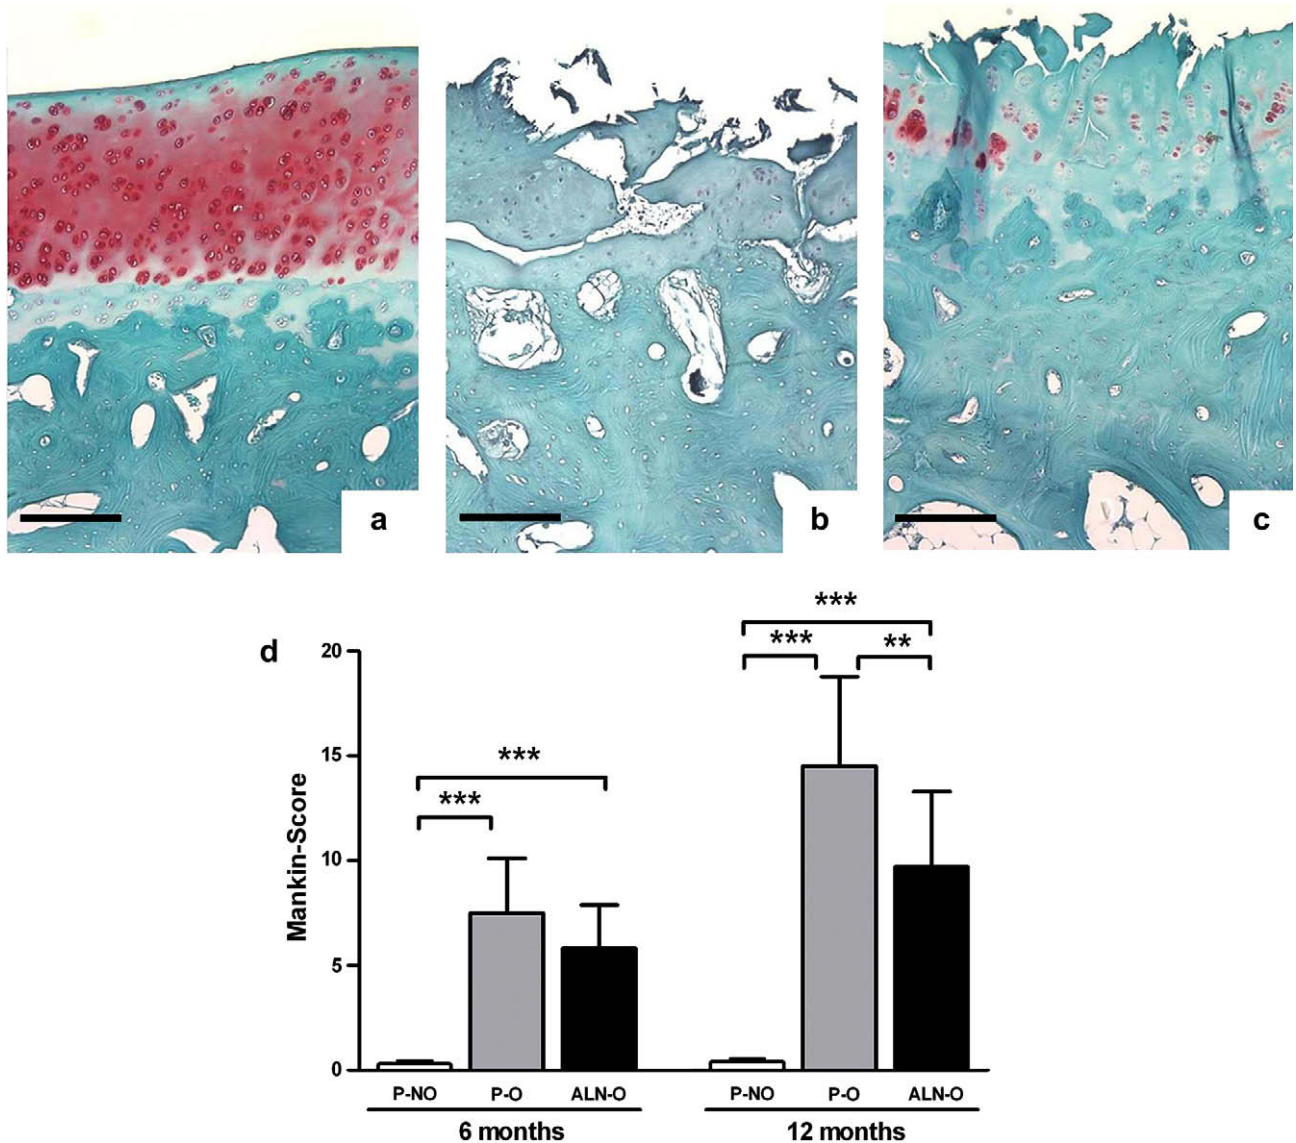 a
b
c
d
Mankin-Score
20
15
10
5
0
***
***
***
***
**
P-NO
P-O
ALN-O
P-NO
P-O
ALN-O
6 months
12 months